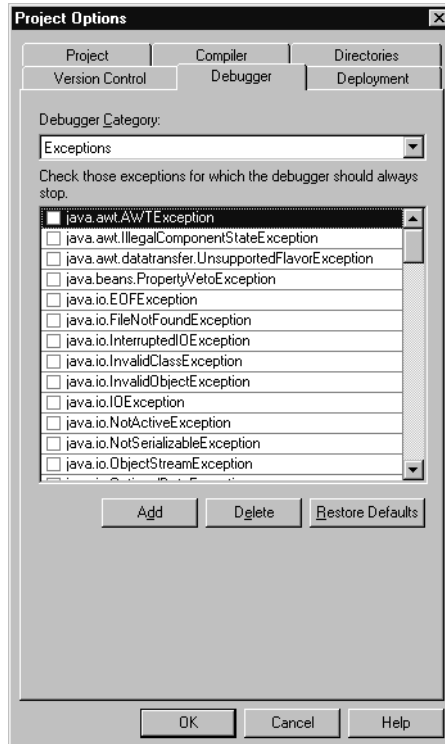 Project Options
Project Compiler Directories
Version Control Debugger Deployment
Debugger Category:
Exceptions
Check those exceptions for which the debugger should always
stop.
java.awt.AWTException
java.awt.IllegalComponentStateException
java.awt.datatransfer.UnsupportedFlavorException
java.beans.PropertyVetoException
java.io.EOFException
java.io.FileNotFoundException
java.io.InterruptedIOException
java.io.InvalidClassException
java.io.InvalidObjectException
java.io.IOException
java.io.NotActiveException
java.io.NotSerializableException
java.io.ObjectStreamException
Add Delete Restore Defaults
OK Cancel Help